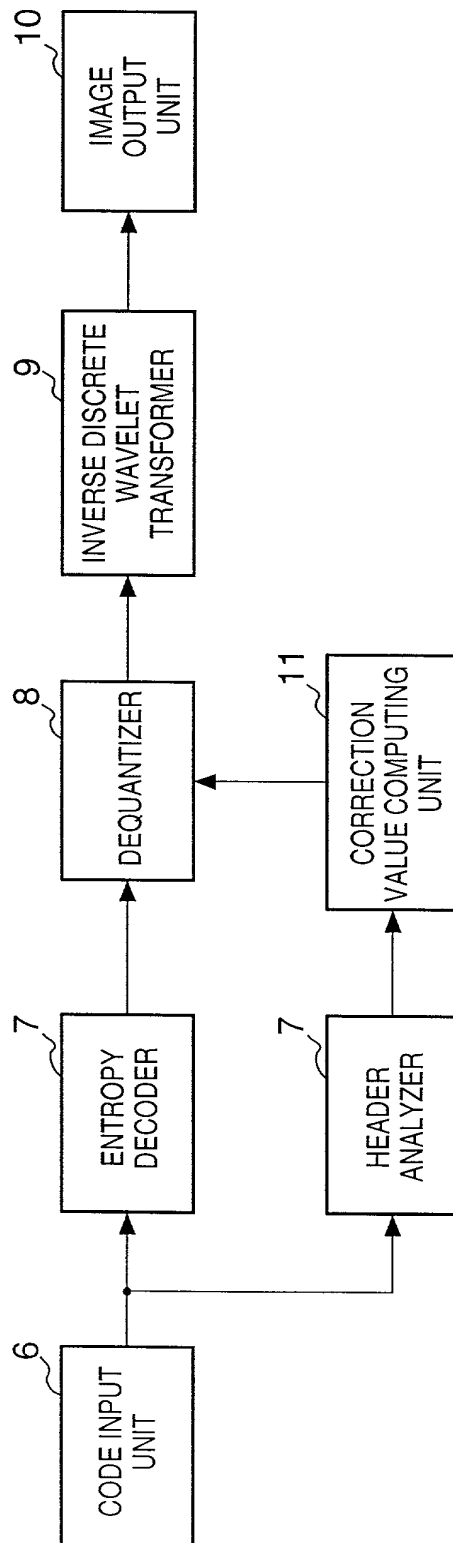 6
CODE INPUT
UNIT
7
ENTROPY
DECODER
8
DEQUANTIZER
9
INVERSE DISCRETE
WAVELET
TRANSFORMER
10
IMAGE
OUTPUT
UNIT
7
HEADER
ANALYZER
11
CORRECTION
VALUE COMPUTING
UNIT